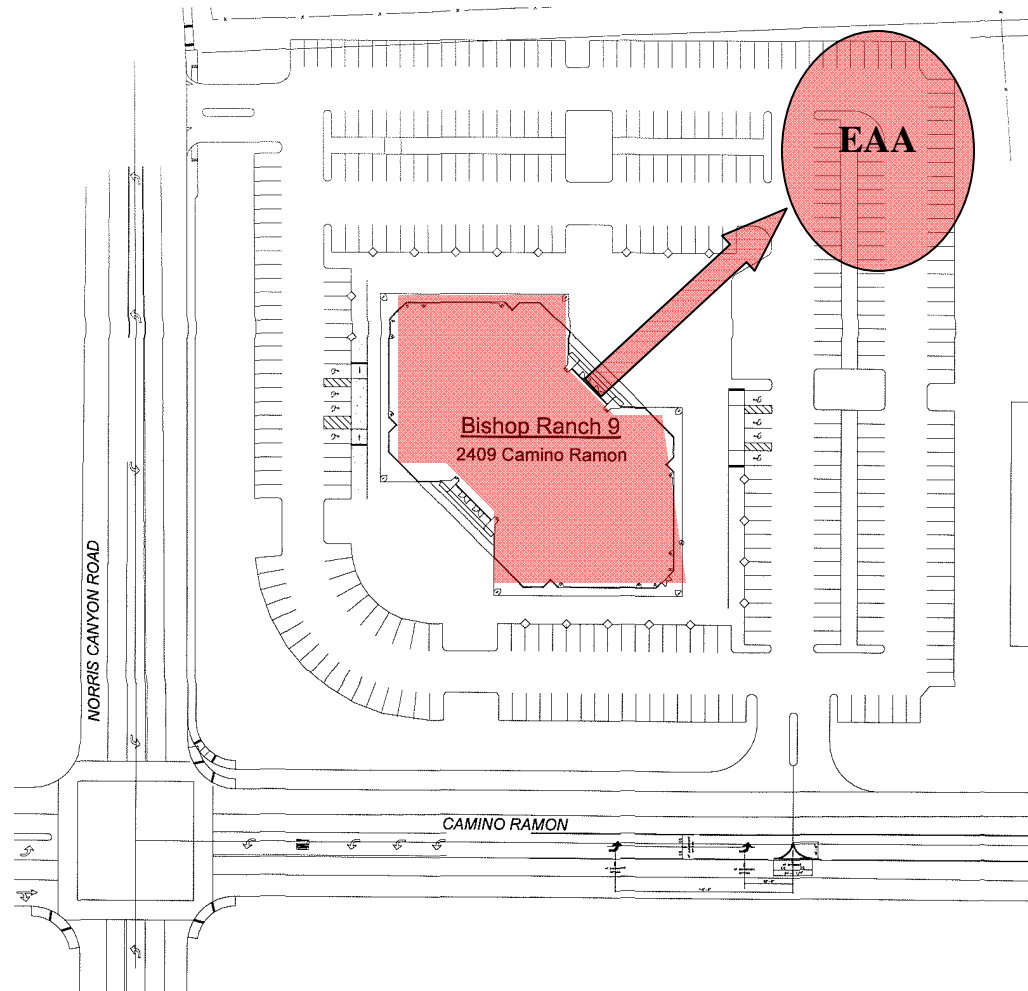 EAA
Bishop Ranch 9
2409 Camino Ramon
NORRIS CANYON ROAD
CAMINO RAMON